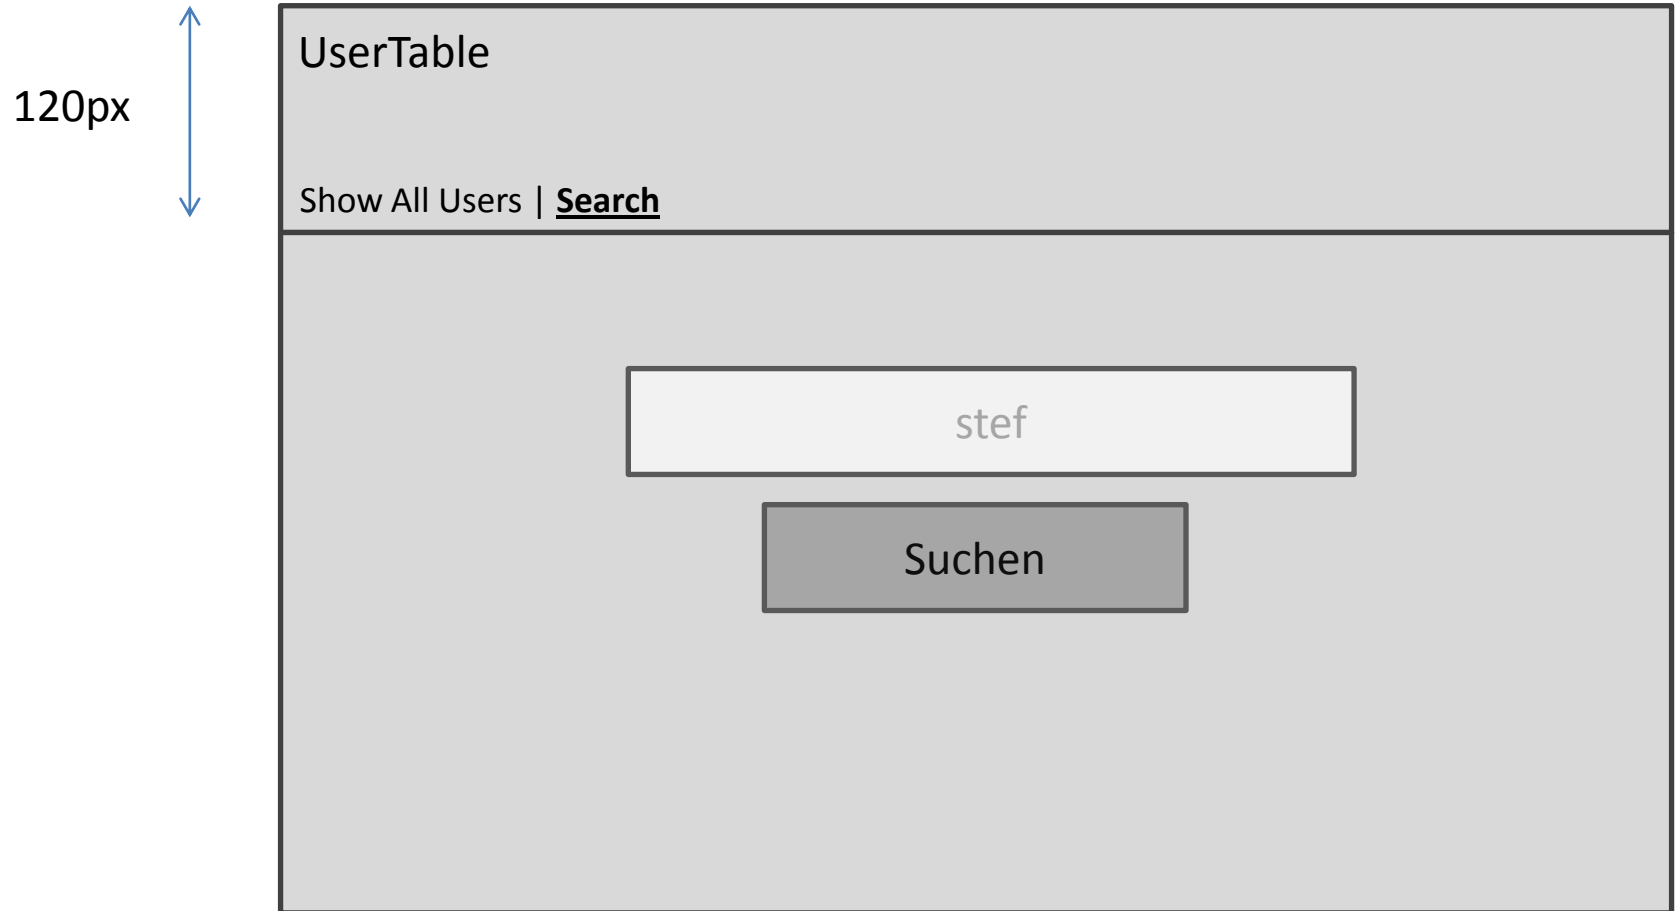 UserTable
120px
Show All Users | Search
stef
Suchen